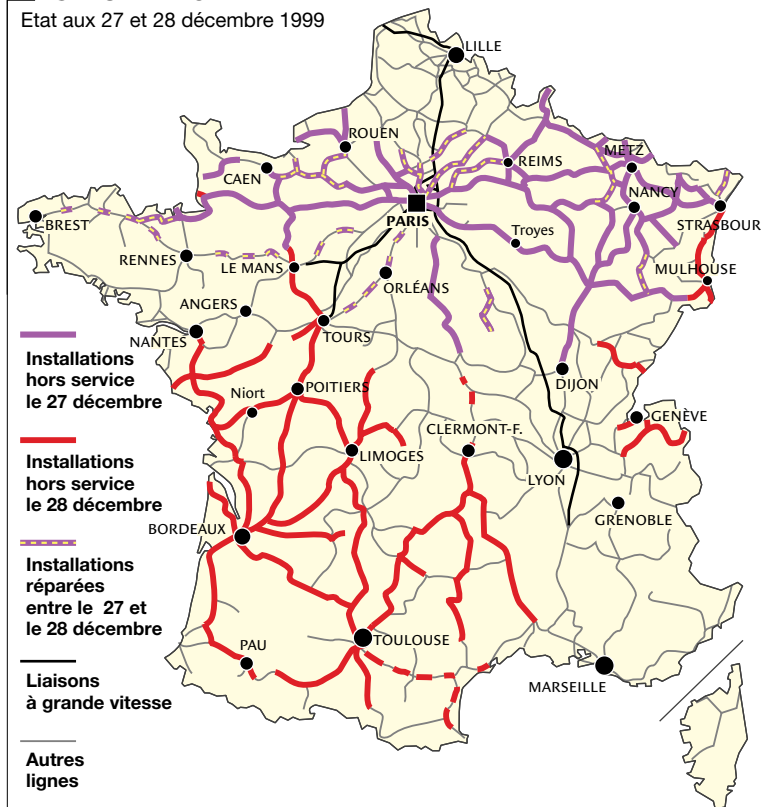 Etat aux 27 et 28 décembre 1999
LILLE
ROUEN
REIMS
METZ
CAEN
NANCY
PARIS
BREST
Troyes
STRASBOUR
RENNES
LE MANS
MULHOUSE
ORLÉANS
ANGERS
NANTES
TOURS
DIJON
Niort
POITIERS
GENÈVE
CLERMONT-F.
LIMOGES
LYON
GRENOBLE
BORDEAUX
PAU
TOULOUSE
MARSEILLE
Installations
hors service
le 27 décembre
Installations
hors service
le 28 décembre
Installations
réparées
entre le 27 et
le 28 décembre
Liaisons
à grande vitesse
Autres
lignes